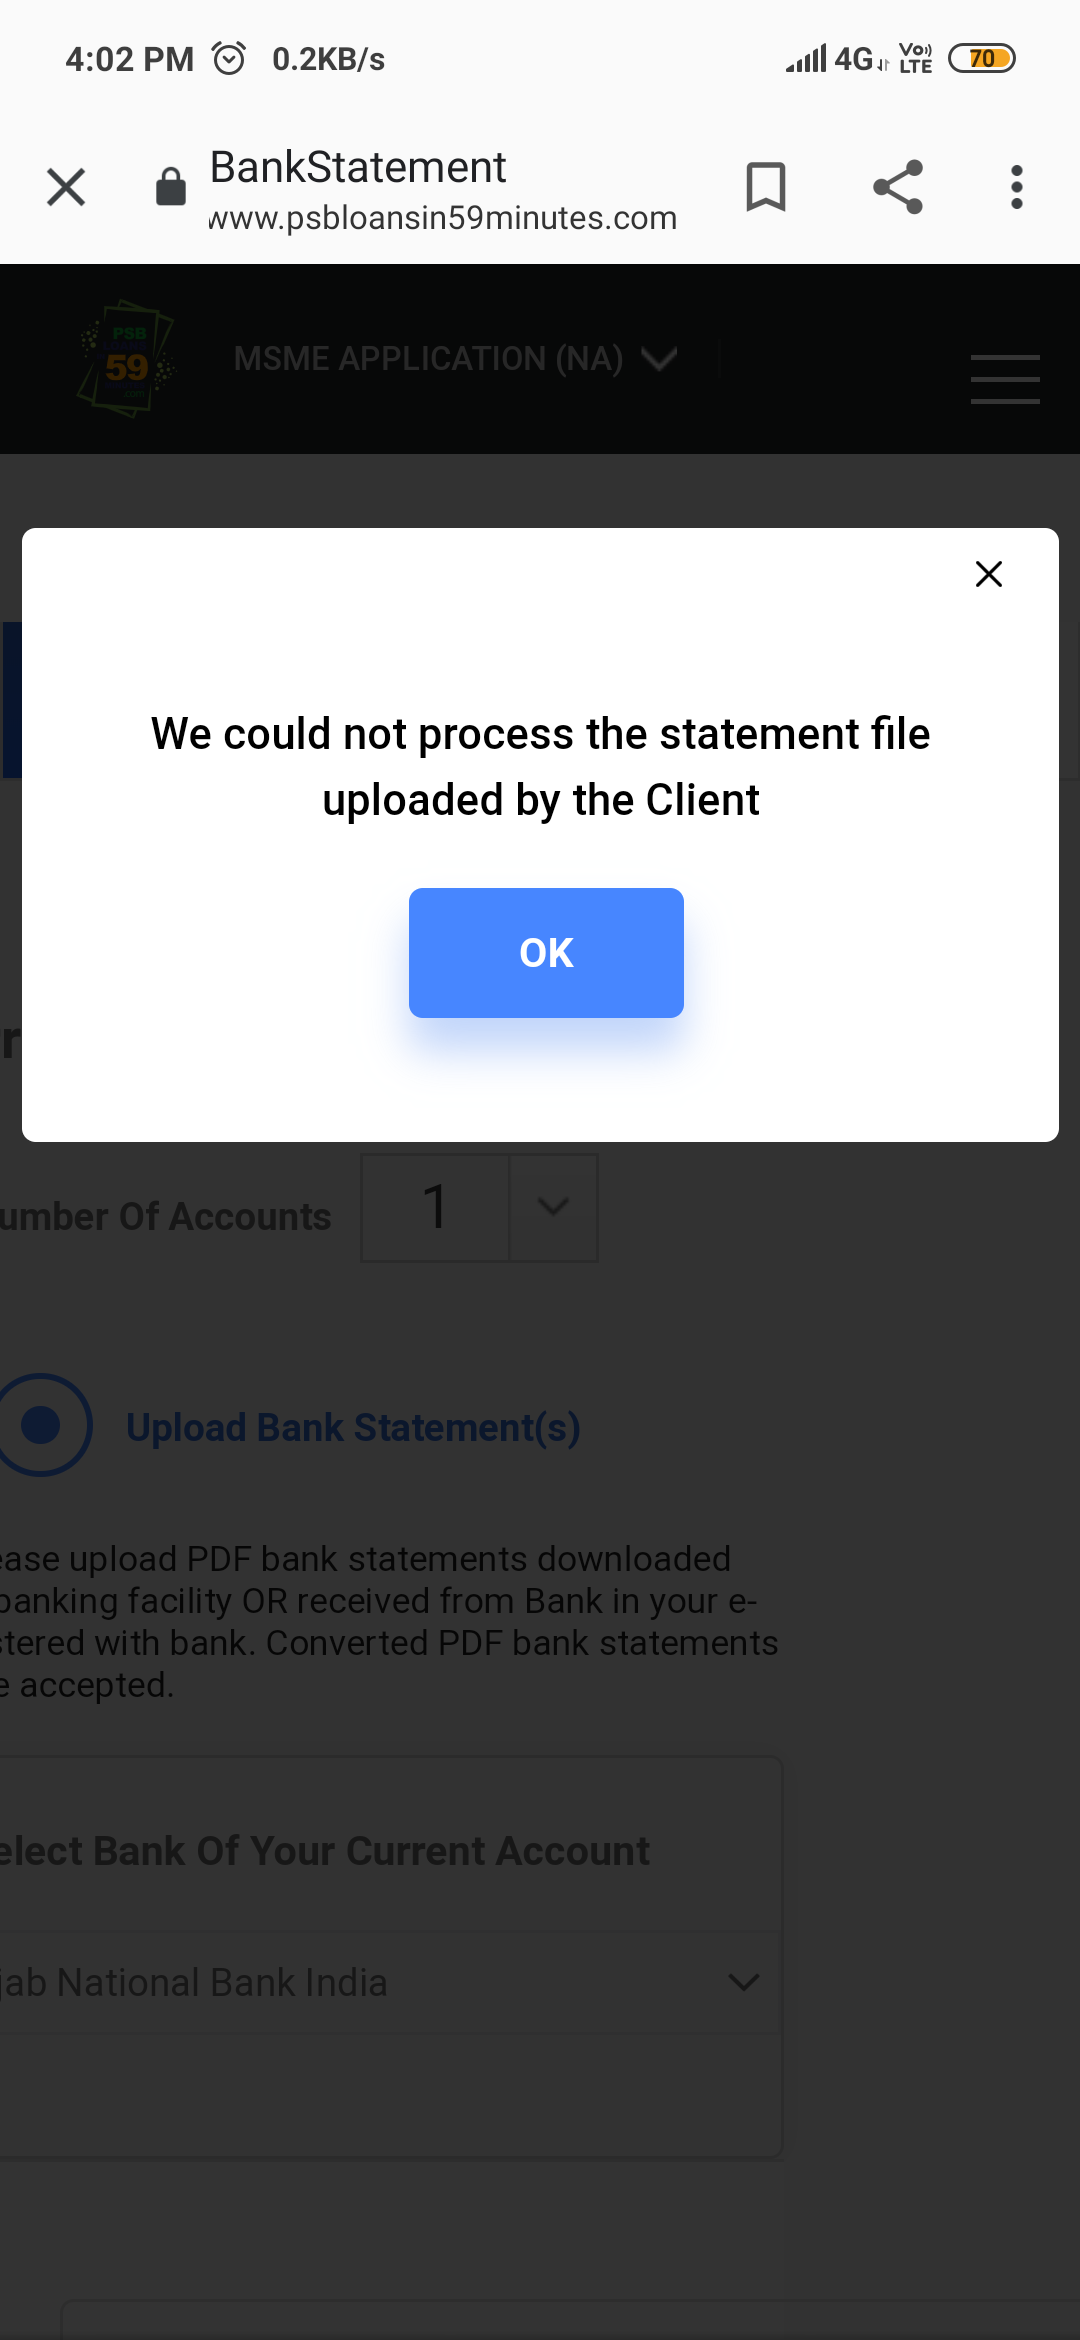 4:02 PM 0.2KB/s 4G Vo)) LTE 70
BankStatement
www.psbloansin59minutes.com
PSB
59
.com
MSME APPLICATION (NA)
We could not process the statement file
uploaded by the Client
OK
r
umber Of Accounts 1
Upload Bank Statement(s)
ease upload PDF bank statements downloaded
banking facility OR received from Bank in your e-
stered with bank. Converted PDF bank statements
e accepted.
elect Bank Of Your Current Account
jab National Bank India